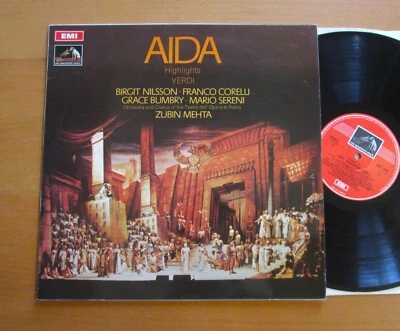 EMI
AIDA
Highlights
VERDI
BIRGIT NILSSON · FRANCO CORELLI
GRACE BUMBRY · MARIO SERENI
Orchestra and Chorus of the Teatro dell'Opera di Roma
ZUBIN MEHTA
EMI